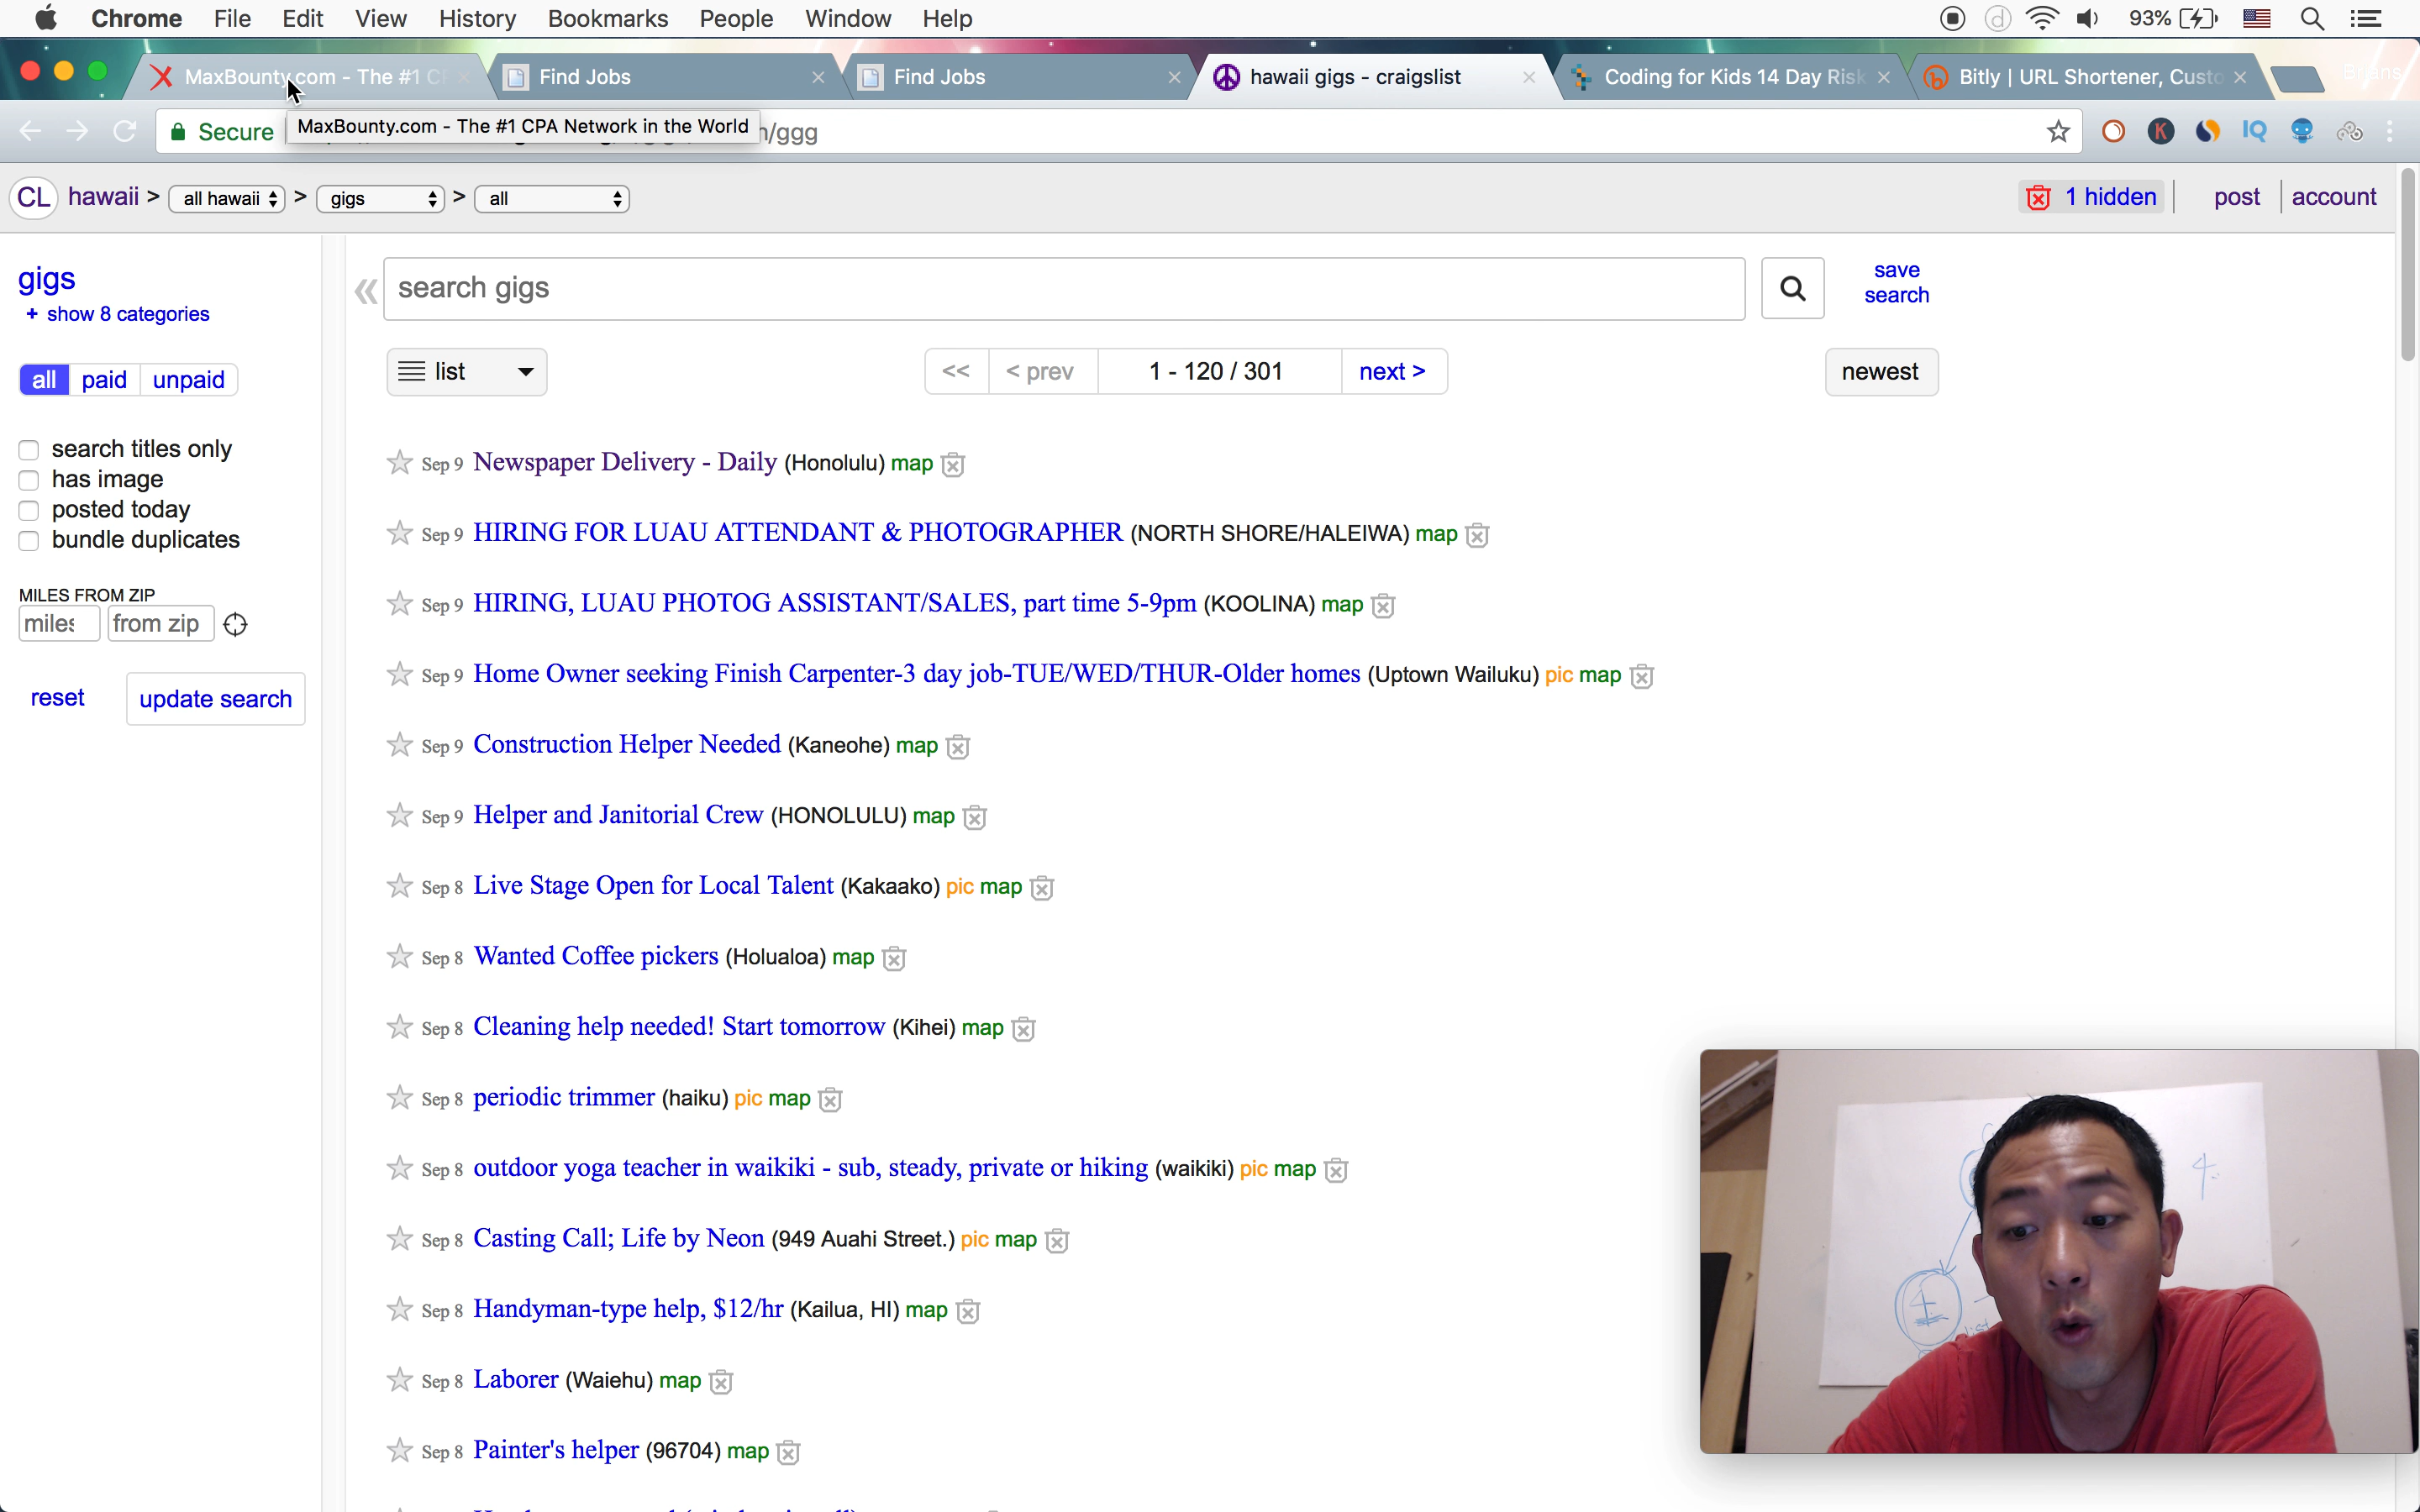 Chrome File Edit View History Bookmarks People Window Help 93%
MaxBounty.com - The #1 Find Jobs Find Jobs hawaii gigs - craigslist Coding for Kids 14 Day Risk Bitly | URL Shortener, Custo
Secure MaxBounty.com - The #1 CPA Network in the World /ggg
CL hawaii > all hawaii > gigs > all 1 hidden post account
gigs
+ show 8 categories
all paid unpaid
search titles only
has image
posted today
bundle duplicates
MILES FROM ZIP
miles from zip
reset update search
« search gigs save
search
list << < prev 1 - 120 / 301 next > newest
Sep 9 Newspaper Delivery - Daily (Honolulu) map
Sep 9 HIRING FOR LUAU ATTENDANT & PHOTOGRAPHER (NORTH SHORE/HALEIWA) map
Sep 9 HIRING, LUAU PHOTOG ASSISTANT/SALES, part time 5-9pm (KOOLINA) map
Sep 9 Home Owner seeking Finish Carpenter-3 day job-TUE/WED/THUR-Older homes (Uptown Wailuku) pic map
Sep 9 Construction Helper Needed (Kaneohe) map
Sep 9 Helper and Janitorial Crew (HONOLULU) map
Sep 8 Live Stage Open for Local Talent (Kakaako) pic map
Sep 8 Wanted Coffee pickers (Holualoa) map
Sep 8 Cleaning help needed! Start tomorrow (Kihei) map
Sep 8 periodic trimmer (haiku) pic map
Sep 8 outdoor yoga teacher in waikiki - sub, steady, private or hiking (waikiki) pic map
Sep 8 Casting Call; Life by Neon (949 Auahi Street.) pic map
Sep 8 Handyman-type help, $12/hr (Kailua, HI) map
Sep 8 Laborer (Waiehu) map
Sep 8 Painter's helper (96704) map
4
1
list